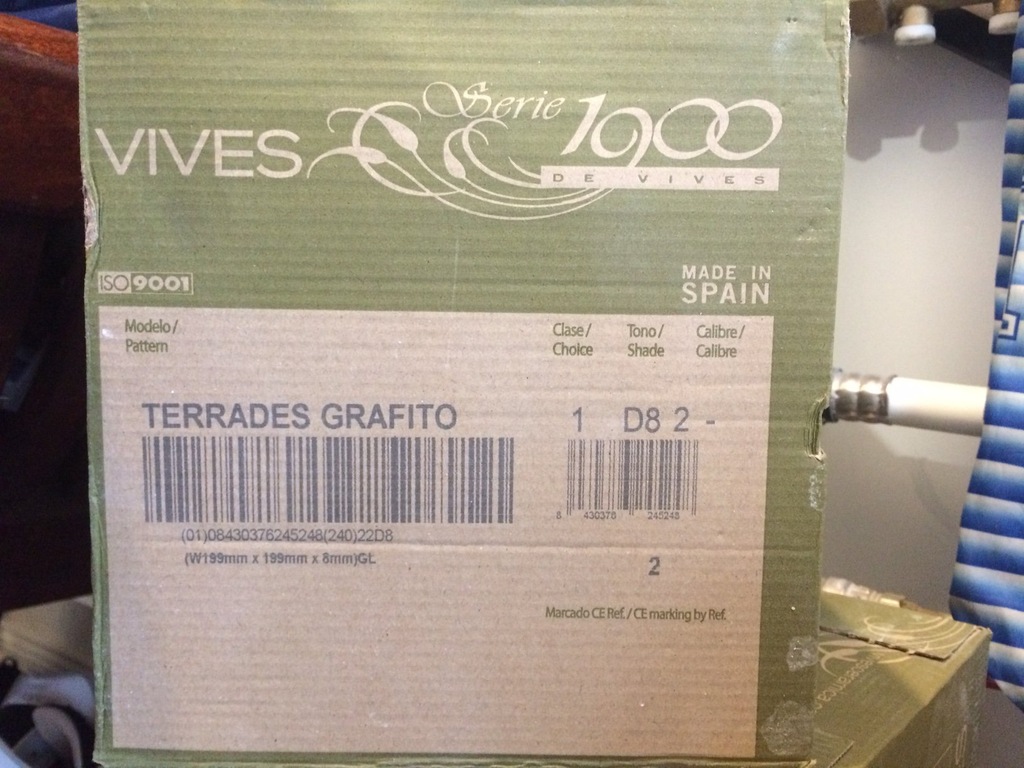 VIVES Serie 1900
DE VIVES
ISO 9001
MADE IN
SPAIN
Modelo /
Pattern
Clase /
Choice
Tono /
Shade
Calibre /
Calibre
TERRADES GRAFITO 1 D8 2 -
(01)08430376245248(240)22D8
8 430376 245248
(W199mm x 199mm x 8mm)GL
2
Marcado CE Ref. / CE marking by Ref.